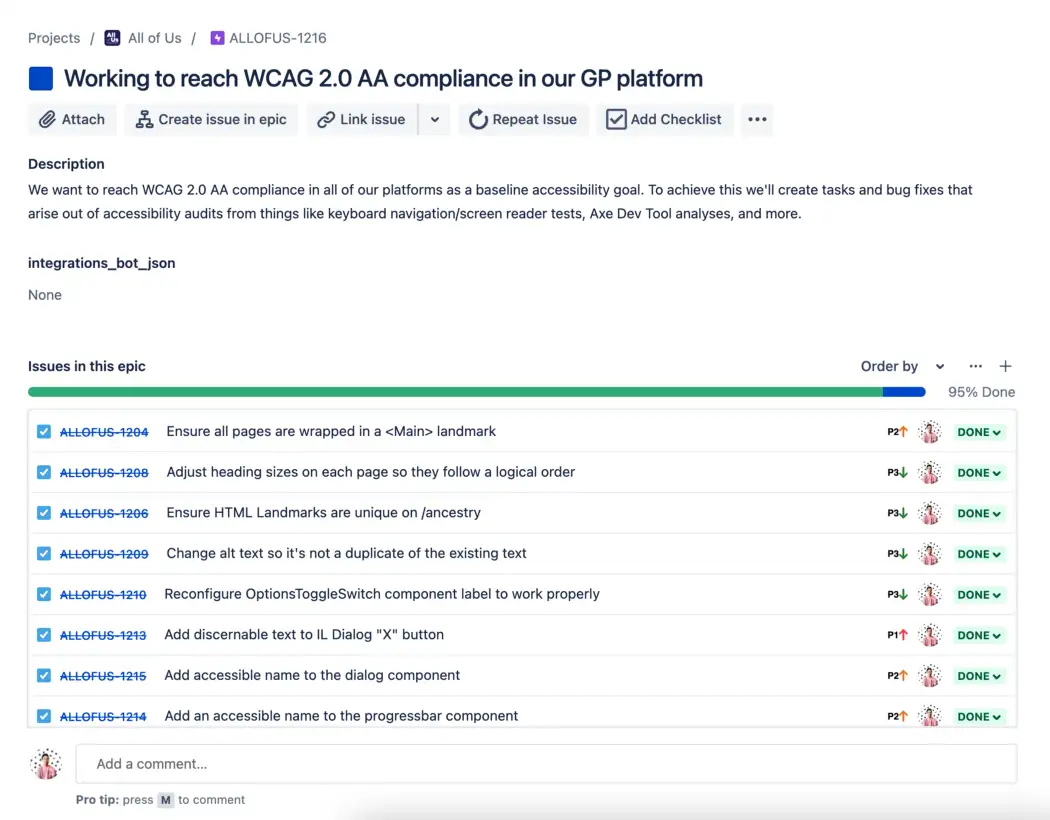 Projects / All of Us All of Us / ALLOFUS-1216
Working to reach WCAG 2.0 AA compliance in our GP platform
Attach Create issue in epic Link issue Repeat Issue Add Checklist
Description
We want to reach WCAG 2.0 AA compliance in all of our platforms as a baseline accessibility goal. To achieve this we'll create tasks and bug fixes that
arise out of accessibility audits from things like keyboard navigation/screen reader tests, Axe Dev Tool analyses, and more.
integrations_bot_json
None
Issues in this epic Order by
95% Done
ALLOFUS-1204 Ensure all pages are wrapped in a <Main> landmark P2 DONE
ALLOFUS-1208 Adjust heading sizes on each page so they follow a logical order P3 DONE
ALLOFUS-1206 Ensure HTML Landmarks are unique on /ancestry P3 DONE
ALLOFUS-1209 Change alt text so it's not a duplicate of the existing text P3 DONE
ALLOFUS-1210 Reconfigure OptionsToggleSwitch component label to work properly P3 DONE
ALLOFUS-1213 Add discernable text to IL Dialog "X" button P1 DONE
ALLOFUS-1215 Add accessible name to the dialog component P2 DONE
ALLOFUS-1214 Add an accessible name to the progressbar component P2 DONE
Add a comment...
Pro tip: press M to comment